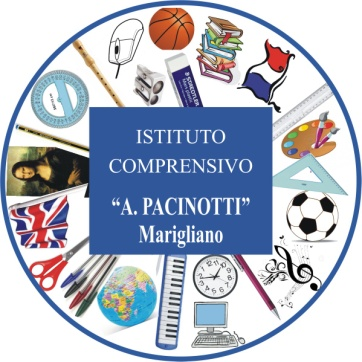 ISTITUTO
COMPRENSIVO
“A. PACINOTTI”
Marigliano